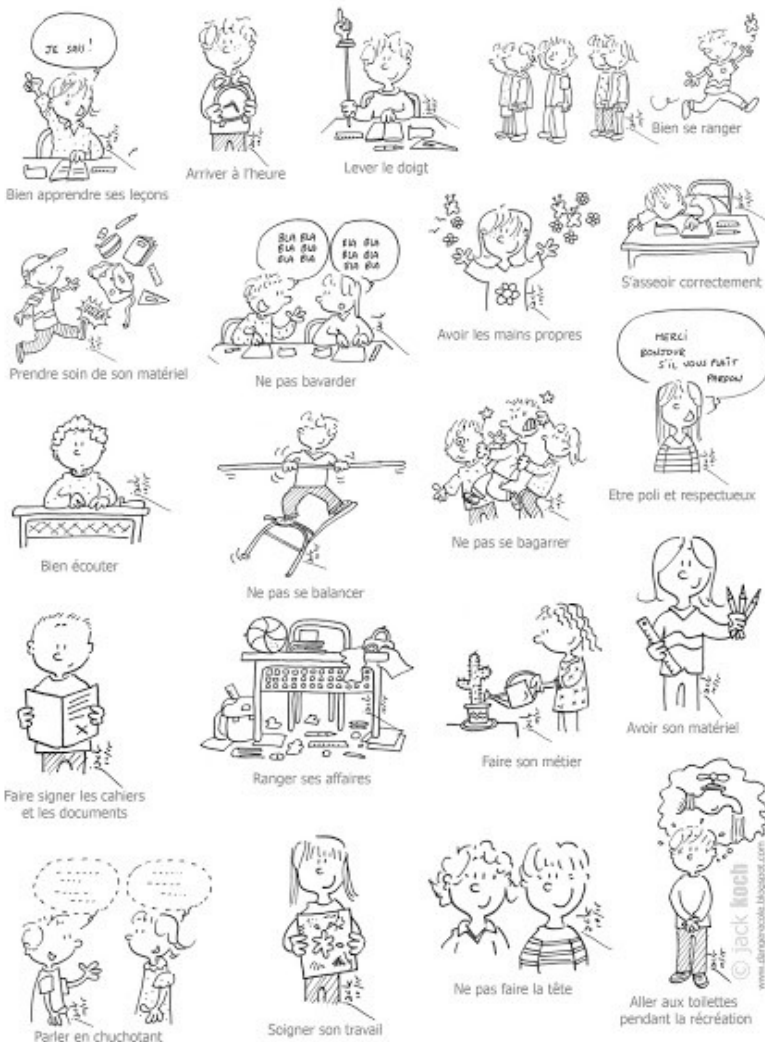 JE SAIS !
Bien apprendre ses leçons
Arriver à l'heure
Lever le doigt
Bien se ranger
Prendre soin de son matériel
BLA BLA
BLA BLA
BLA BLA
BLA BLA
BLA BLA
BLA BLA
Ne pas bavarder
Avoir les mains propres
S'asseoir correctement
Bien écouter
Ne pas se balancer
Ne pas se bagarrer
MERCI
BONJOUR
S'IL VOUS PLAIT
PARDON
Etre poli et respectueux
Faire signer les cahiers
et les documents
Ranger ses affaires
Faire son métier
Avoir son matériel
Parler en chuchotant
Soigner son travail
Ne pas faire la tête
Aller aux toilettes
pendant la récréation
© jack koch
www.dangerecole.blogspot.com